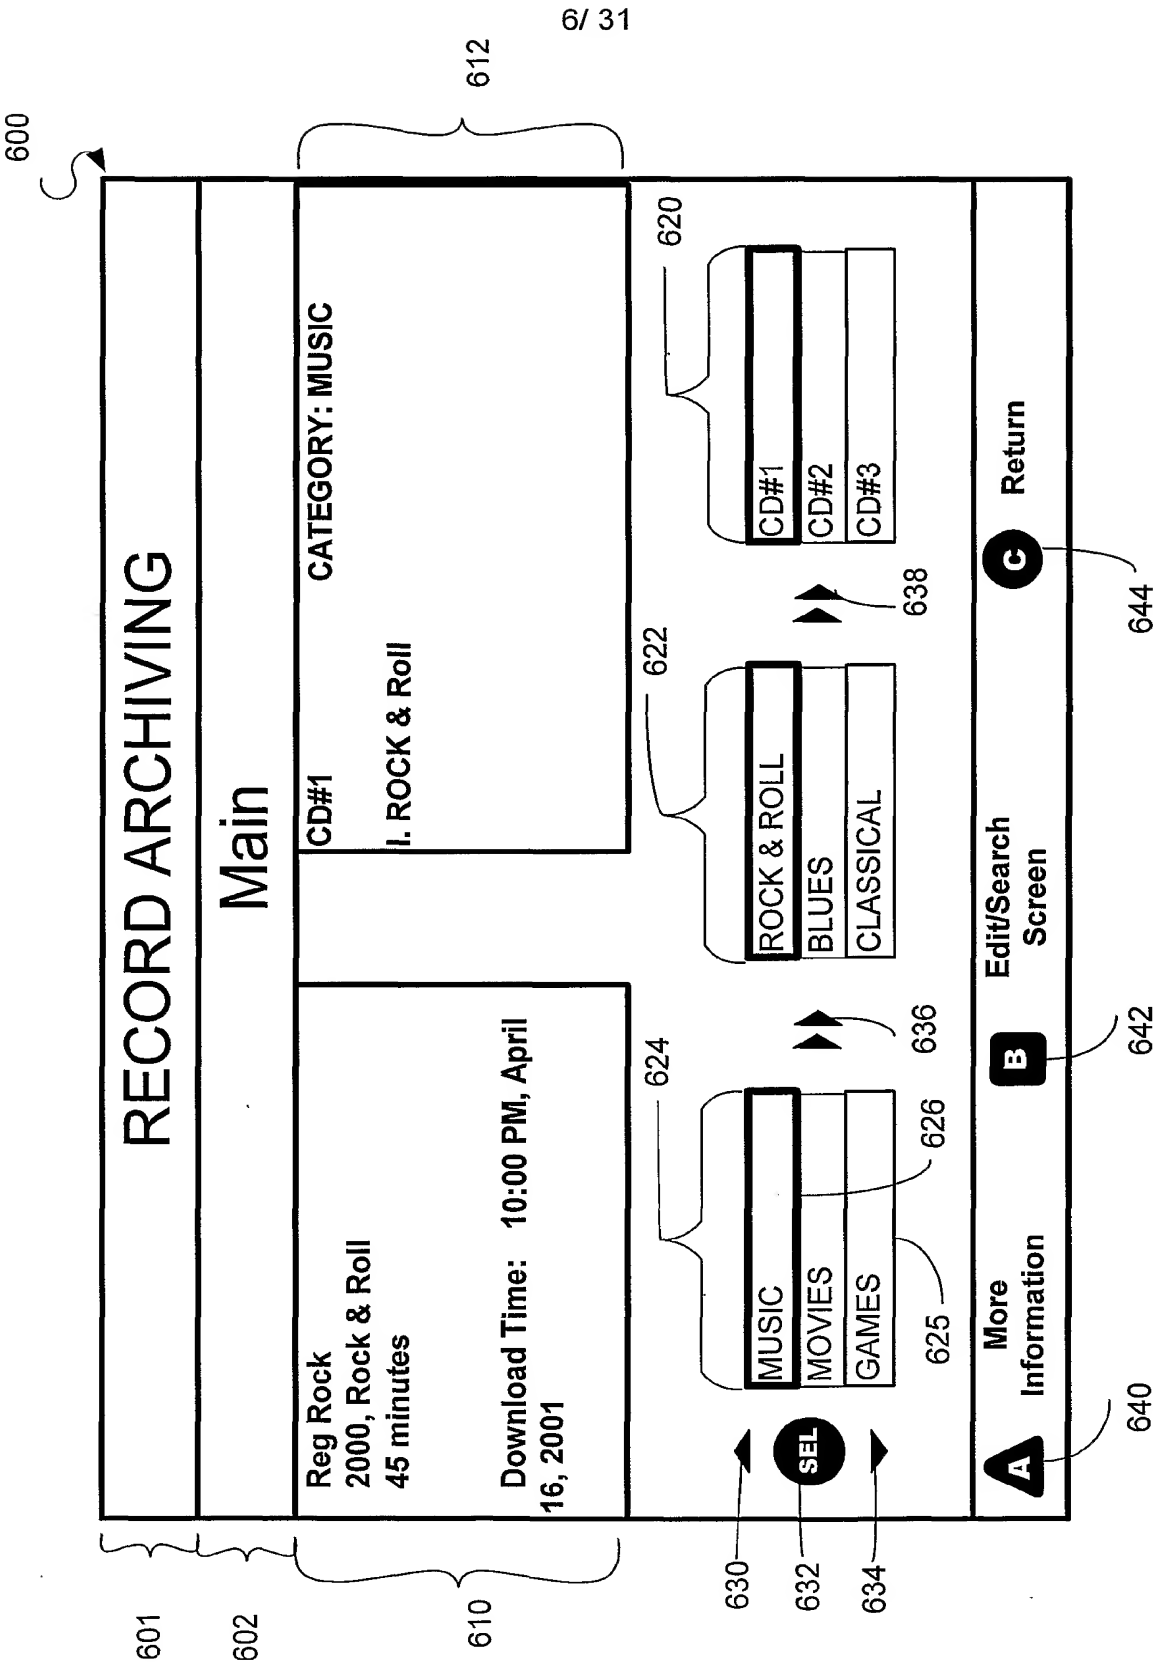 6/ 31
600
RECORD ARCHIVING
601
Main
602
Reg Rock
2000, Rock & Roll
45 minutes
Download Time: 10:00 PM, April
16, 2001
610
CD#1 CATEGORY: MUSIC
I. ROCK & Roll
612
624
622
620
630
632
634
SEL
MUSIC
MOVIES
GAMES
626
625
636
ROCK & ROLL
BLUES
CLASSICAL
638
CD#1
CD#2
CD#3
A
More
Information
B
Edit/Search
Screen
C
Return
640
642
644